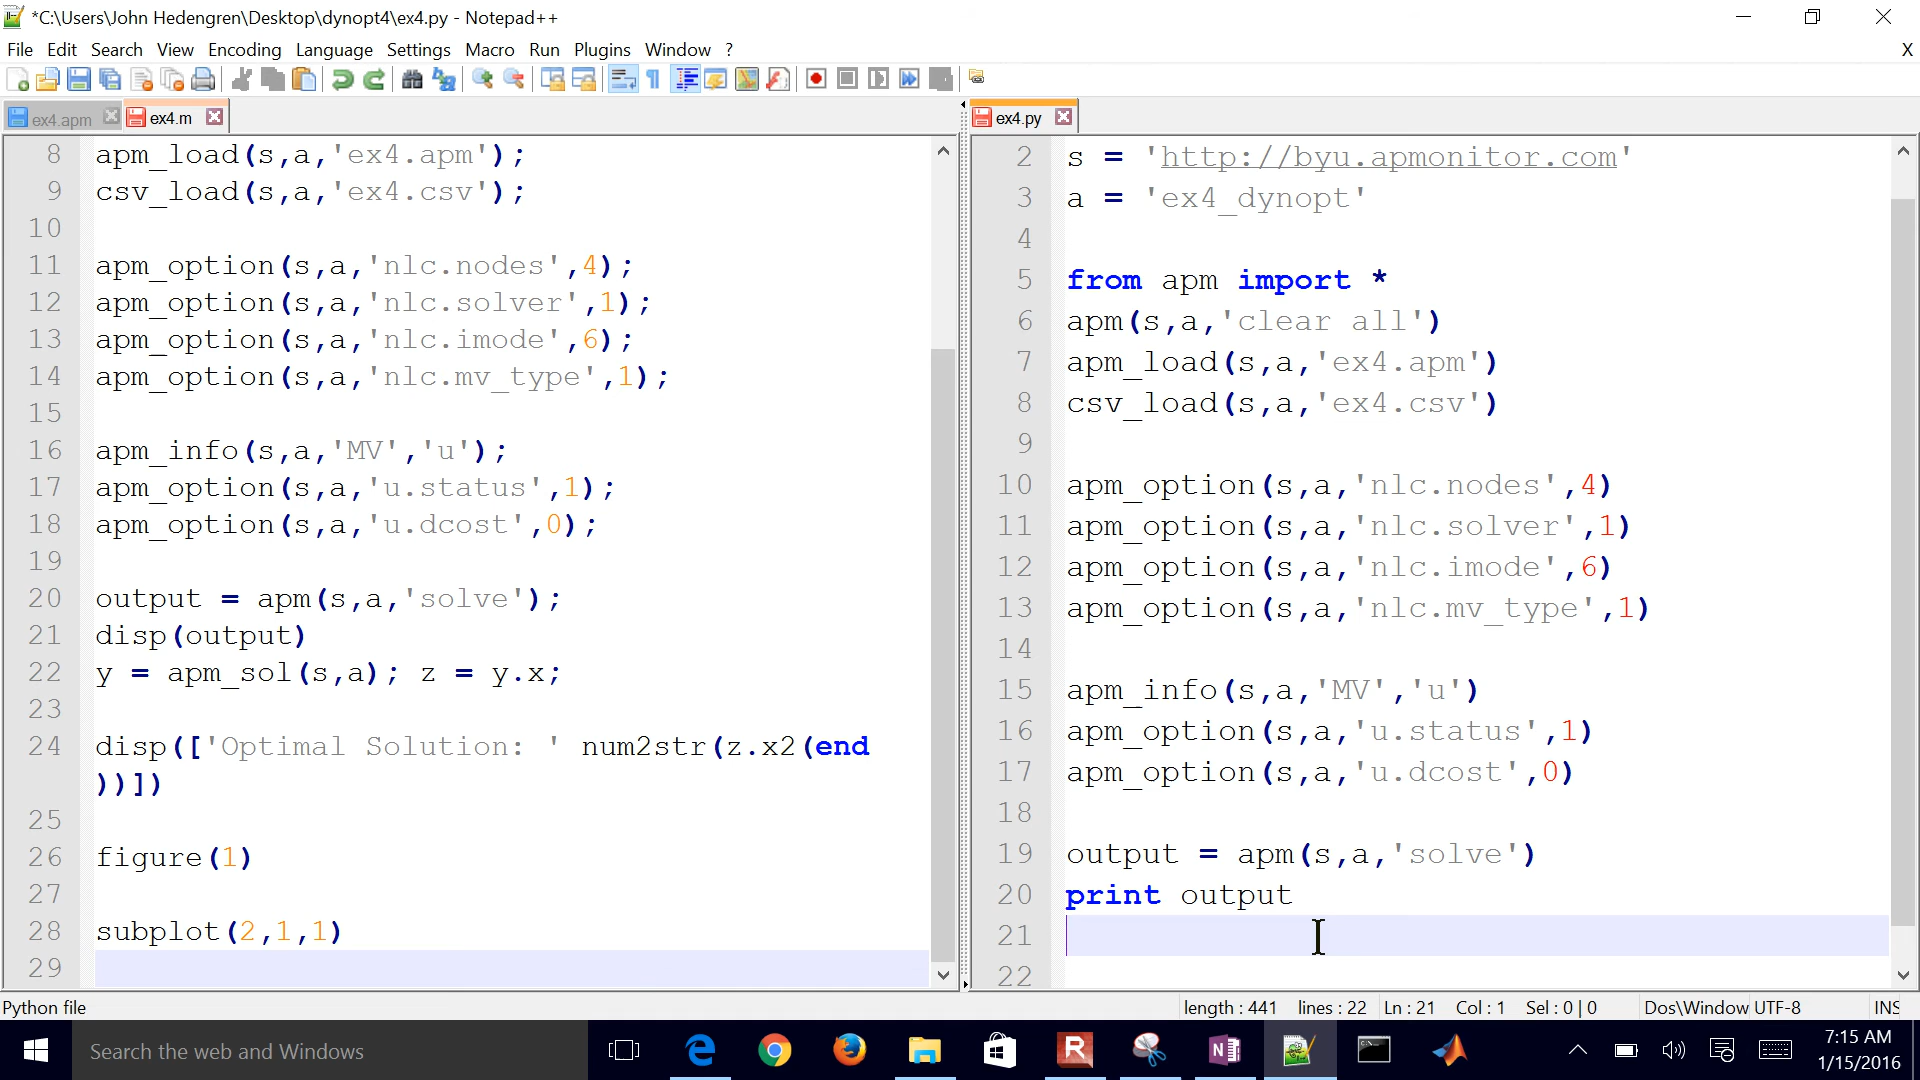 *C:\Users\John Hedengren\Desktop\dynopt4\ex4.py - Notepad++
File Edit Search View Encoding Language Settings Macro Run Plugins Window ? X
ex4.apm ex4.m
8 apm_load(s,a,'ex4.apm');
9 csv_load(s,a,'ex4.csv');
10
11 apm_option(s,a,'nlc.nodes',4);
12 apm_option(s,a,'nlc.solver',1);
13 apm_option(s,a,'nlc.imode',6);
14 apm_option(s,a,'nlc.mv_type',1);
15
16 apm_info(s,a,'MV','u');
17 apm_option(s,a,'u.status',1);
18 apm_option(s,a,'u.dcost',0);
19
20 output = apm(s,a,'solve');
21 disp(output)
22 y = apm_sol(s,a); z = y.x;
23
24 disp(['Optimal Solution: ' num2str(z.x2(end
))])
25
26 figure(1)
27
28 subplot(2,1,1)
29
ex4.py
2 s = 'http://byu.apmonitor.com'
3 a = 'ex4_dynopt'
4
5 from apm import *
6 apm(s,a,'clear all')
7 apm_load(s,a,'ex4.apm')
8 csv_load(s,a,'ex4.csv')
9
10 apm_option(s,a,'nlc.nodes',4)
11 apm_option(s,a,'nlc.solver',1)
12 apm_option(s,a,'nlc.imode',6)
13 apm_option(s,a,'nlc.mv_type',1)
14
15 apm_info(s,a,'MV','u')
16 apm_option(s,a,'u.status',1)
17 apm_option(s,a,'u.dcost',0)
18
19 output = apm(s,a,'solve')
20 print output
21
22
Python file length : 441 lines : 22 Ln : 21 Col : 1 Sel : 0 | 0 Dos\Window UTF-8 INS
Search the web and Windows
7:15 AM
1/15/2016